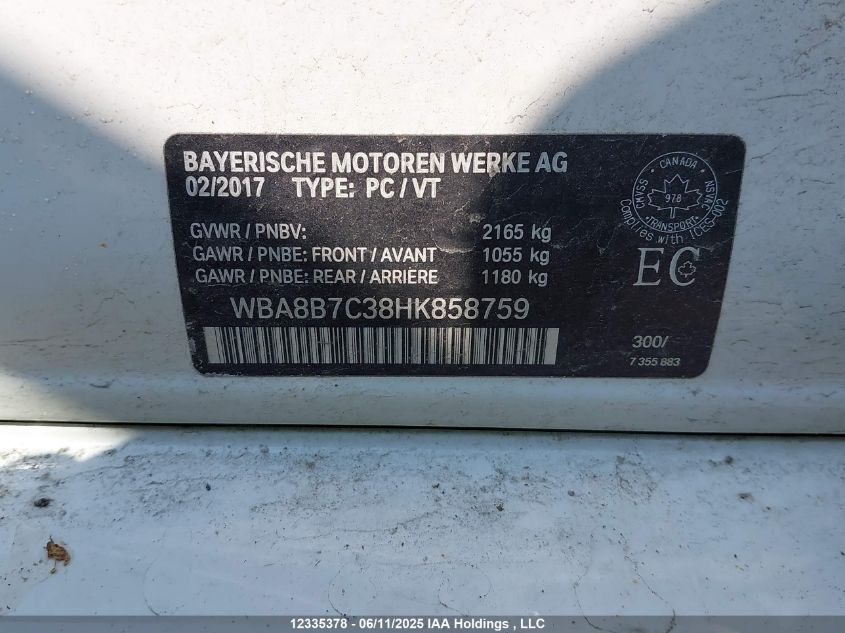 BAYERISCHE MOTOREN WERKE AG
02/2017 TYPE: PC / VT
GVWR / PNBV: 2165 kg
GAWR / PNBE: FRONT / AVANT 1055 kg
GAWR / PNBE: REAR / ARRIÈRE 1180 kg
WBA8B7C38HK858759
CANADA
CMVSS
978
NSVAC
TRANSPORT
Complies with ICES-002
EC
300/
7 355 883
12335378 - 06/11/2025 IAA Holdings , LLC